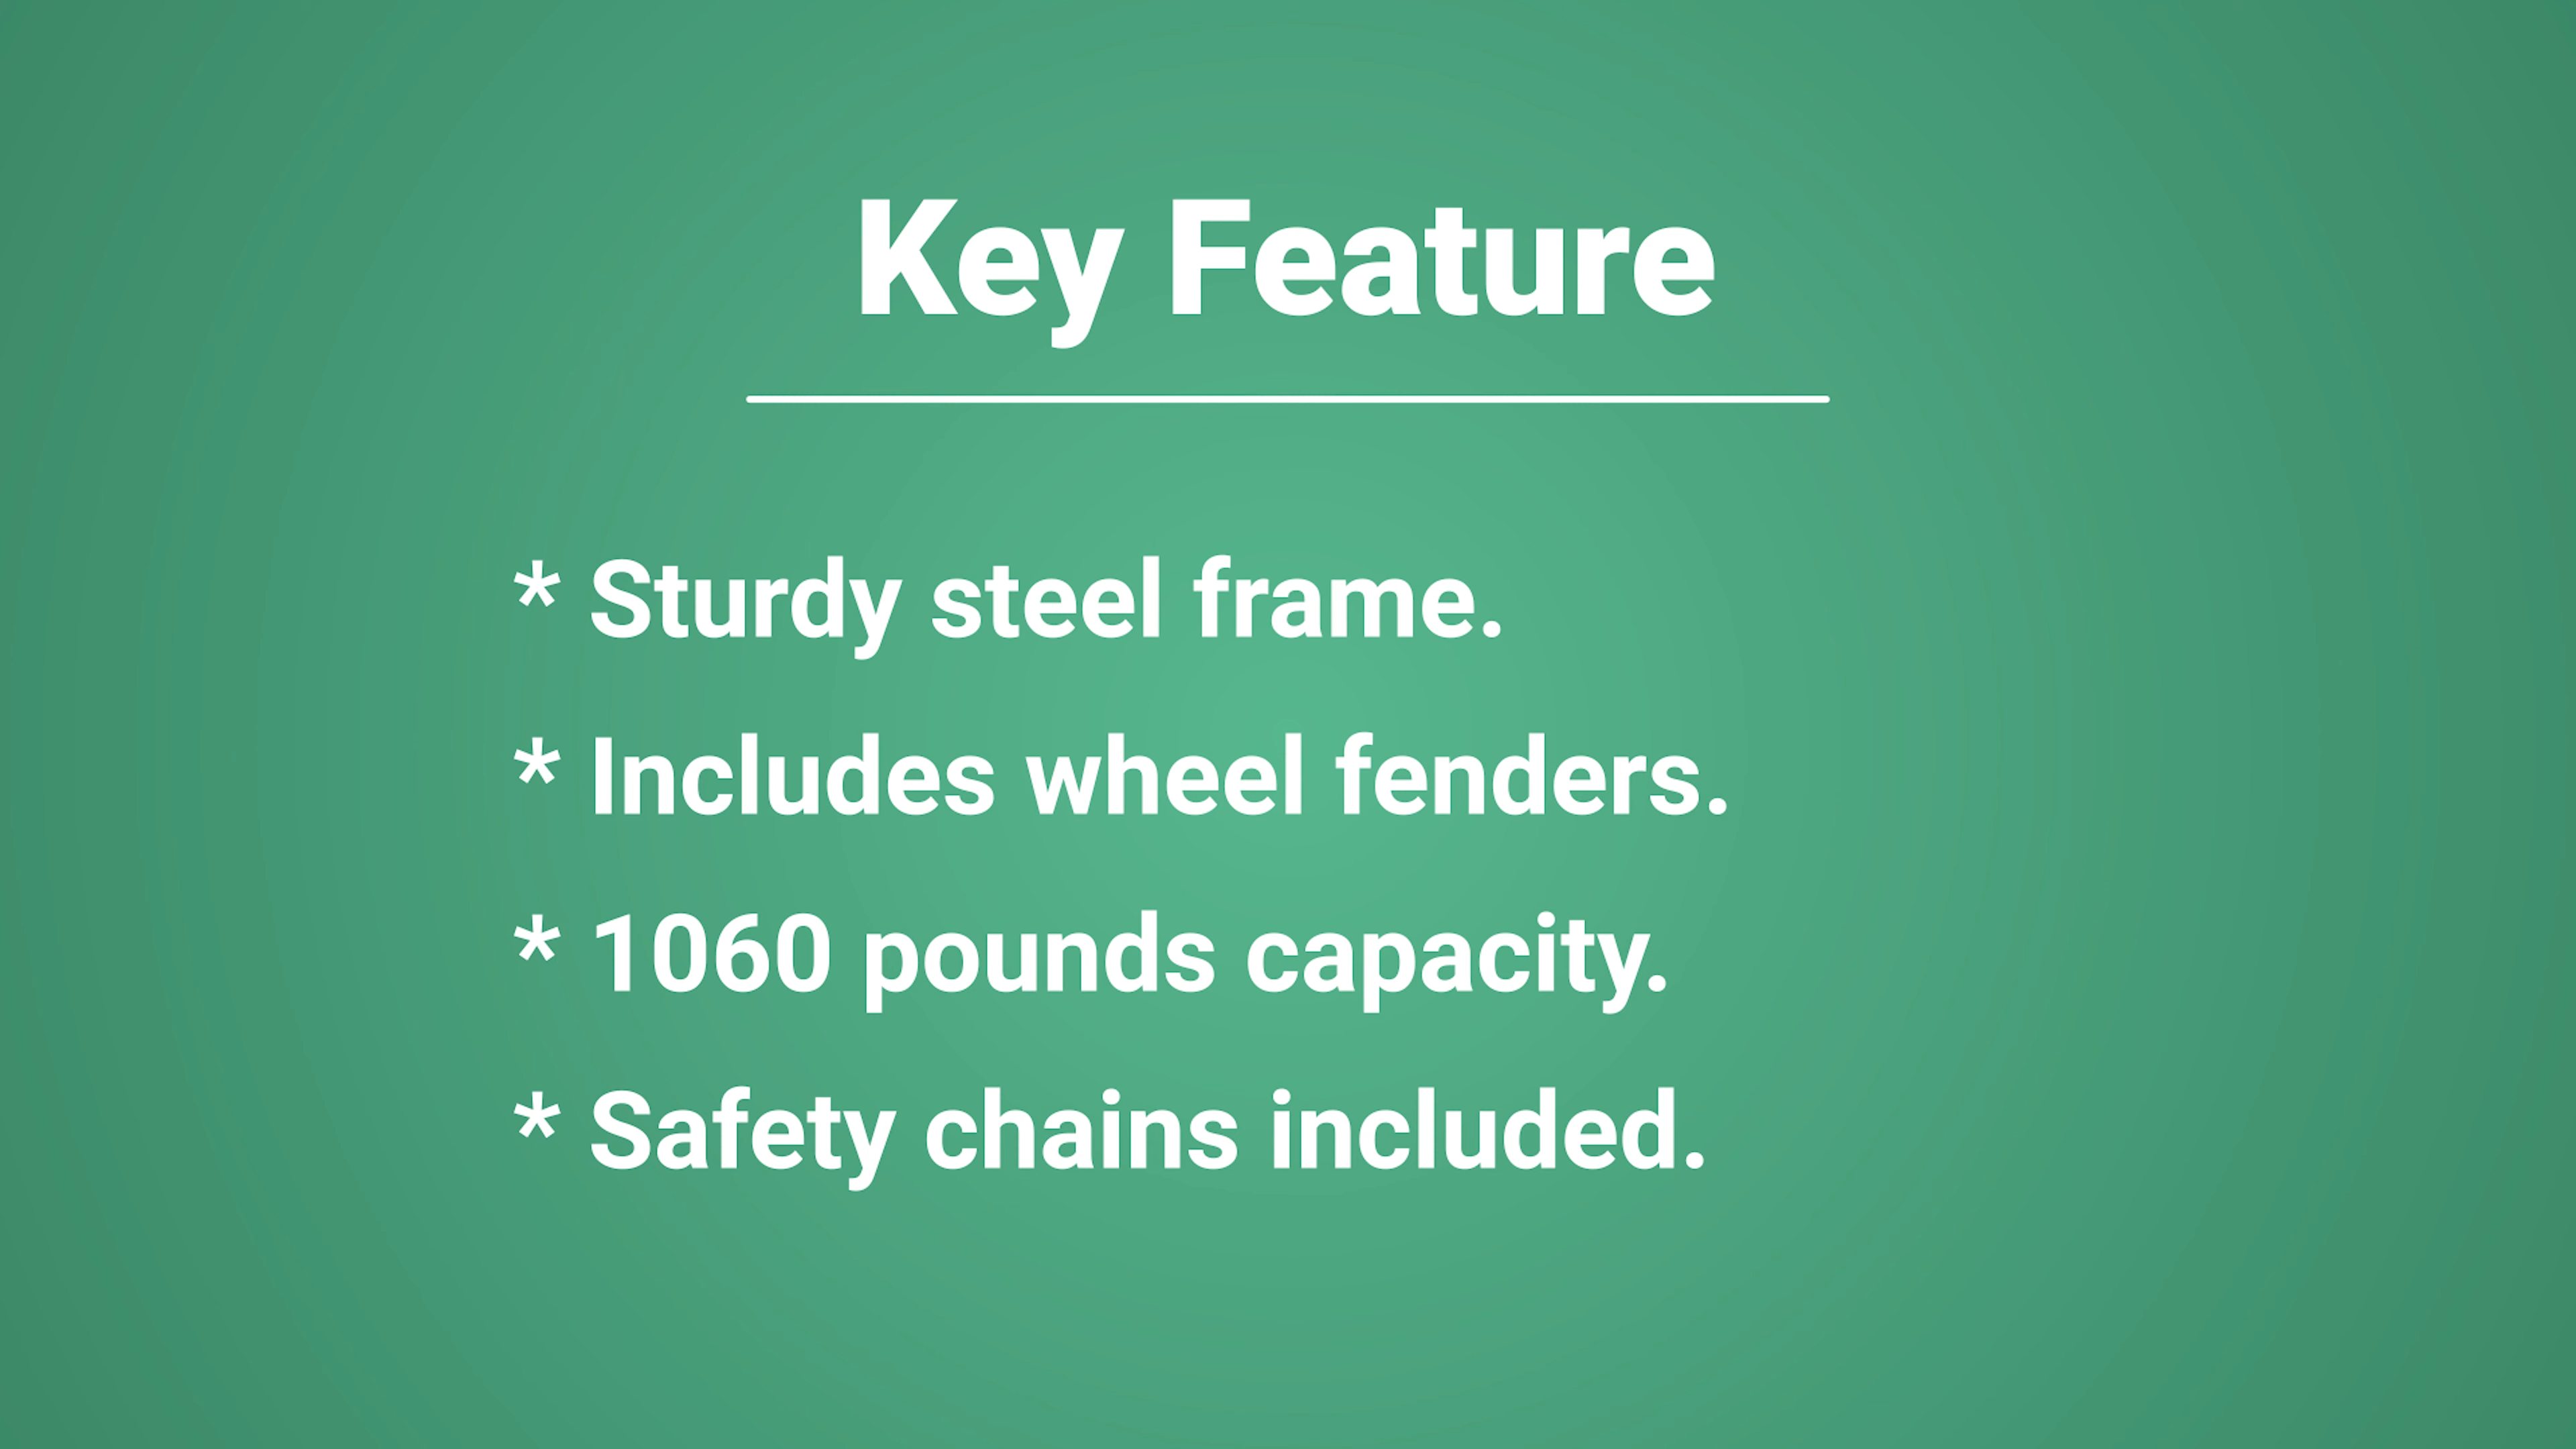 Key Feature
* Sturdy steel frame.
* Includes wheel fenders.
* 1060 pounds capacity.
* Safety chains included.